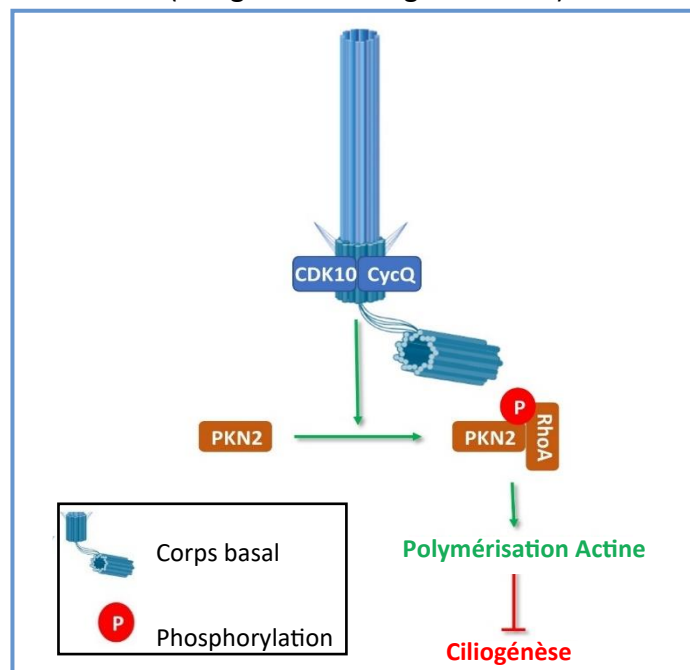 CDK10 CycQ
P
PKN2 PKN2 RhoA
Polymérisation Actine
Ciliogénèse
Corps basal
P
Phosphorylation